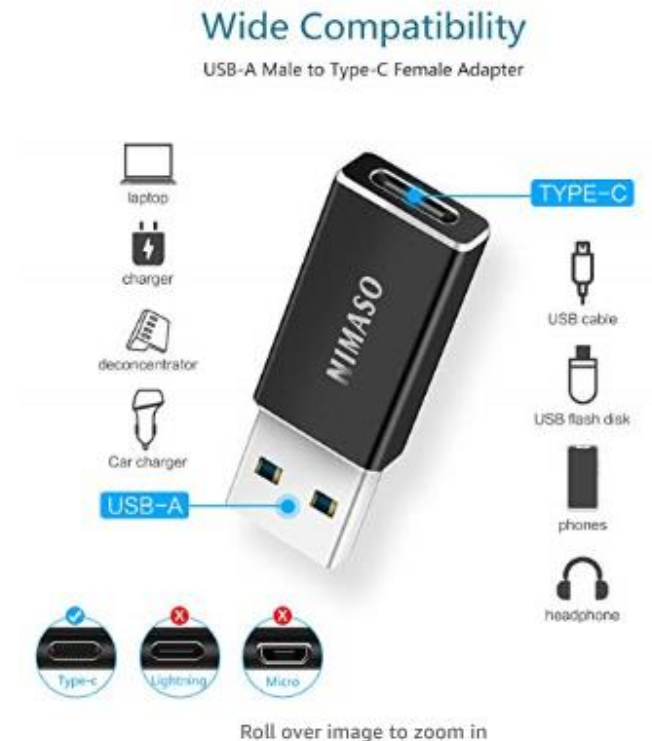 Wide Compatibility
USB-A Male to Type-C Female Adapter
laptop
charger
deconcentrator
Car charger
TYPE-C
NIMASO
USB-A
USB cable
USB flash disk
phones
headphone
Type-c
Lightning
Micro
Roll over image to zoom in